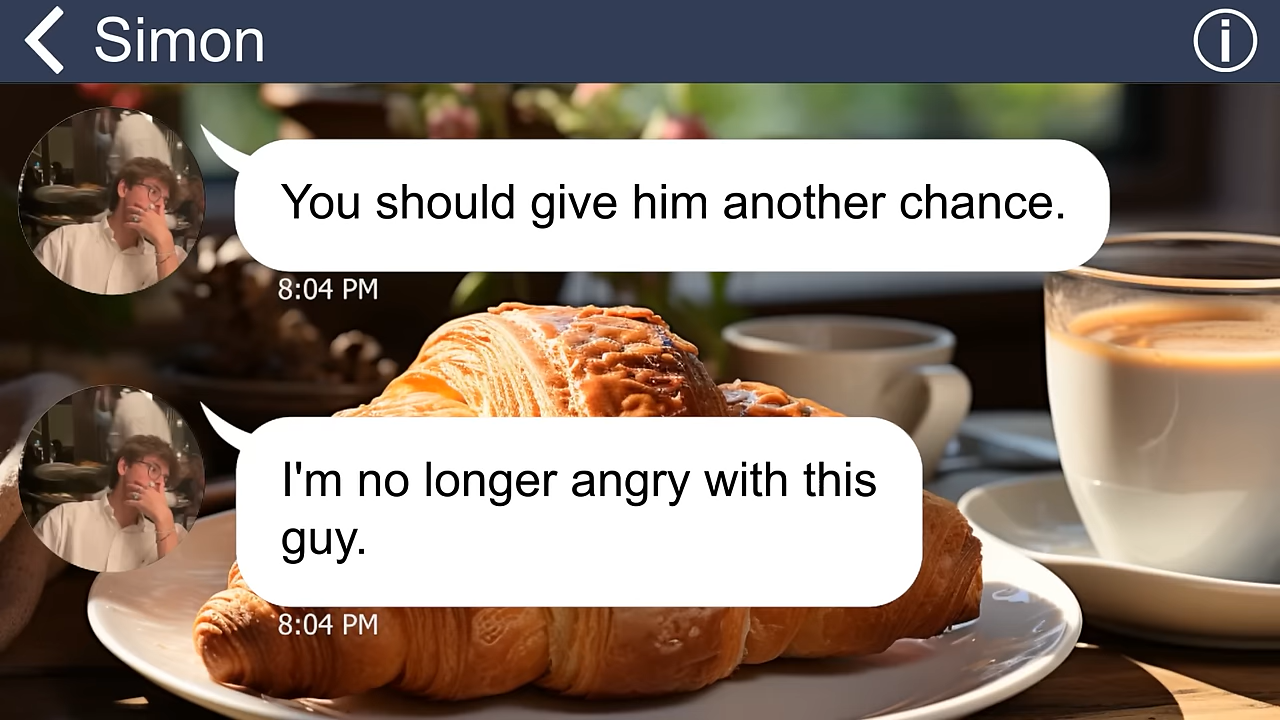 Simon
You should give him another chance.
8:04 PM
I'm no longer angry with this
guy.
8:04 PM